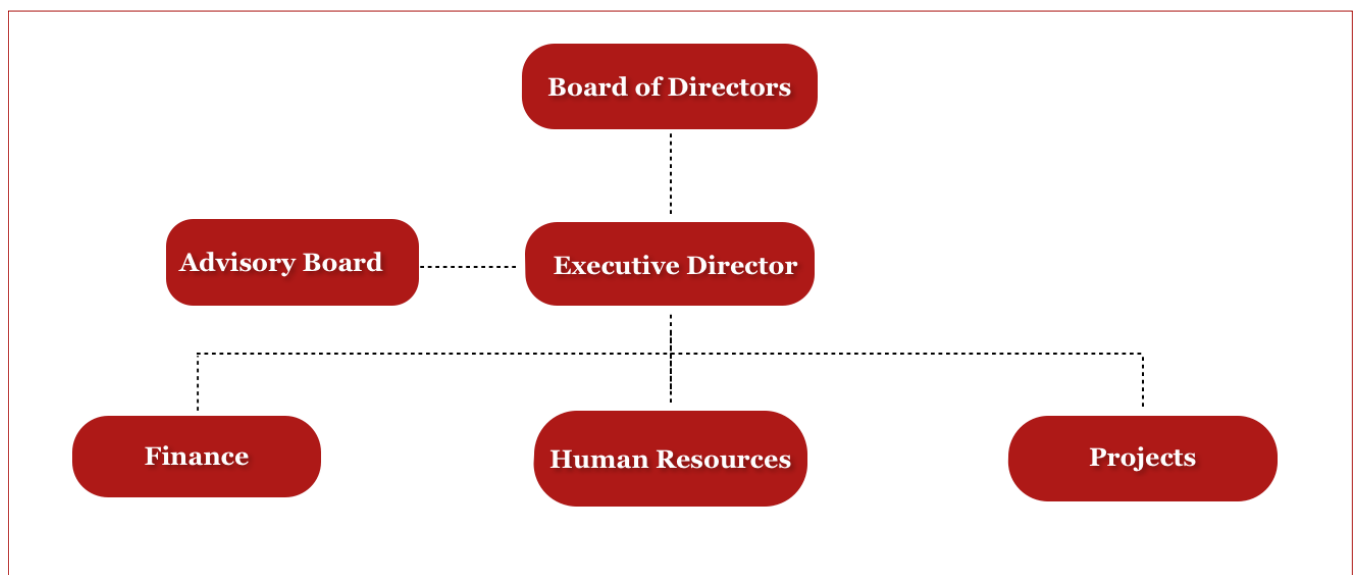 Board of Directors
Advisory Board
Executive Director
Finance
Human Resources
Projects